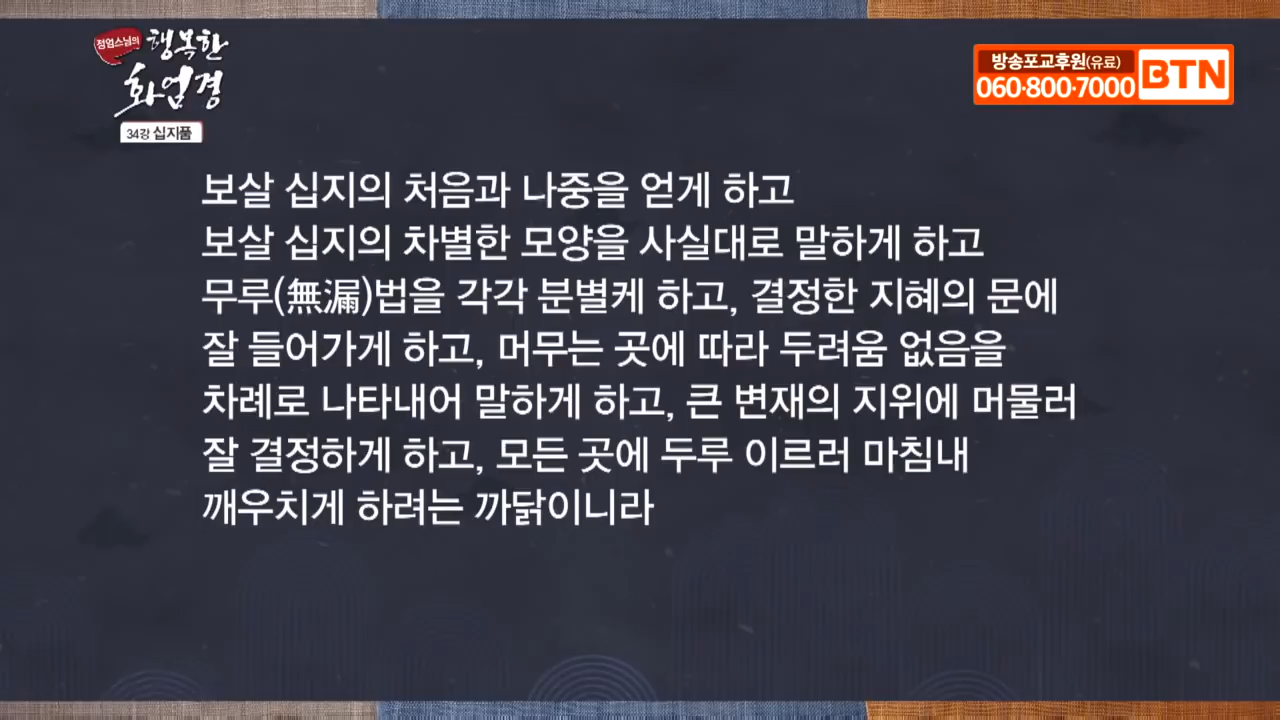 정엄스님의 행복한
화엄경
34강 십지품
방송포교후원(유료)
060·800·7000
BTN
보살 십지의 처음과 나중을 얻게 하고
보살 십지의 차별한 모양을 사실대로 말하게 하고
무루(無漏)법을 각각 분별케 하고, 결정한 지혜의 문에
잘 들어가게 하고, 머무는 곳에 따라 두려움 없음을
차례로 나타내어 말하게 하고, 큰 변재의 지위에 머물러
잘 결정하게 하고, 모든 곳에 두루 이르러 마침내
깨우치게 하려는 까닭이니라